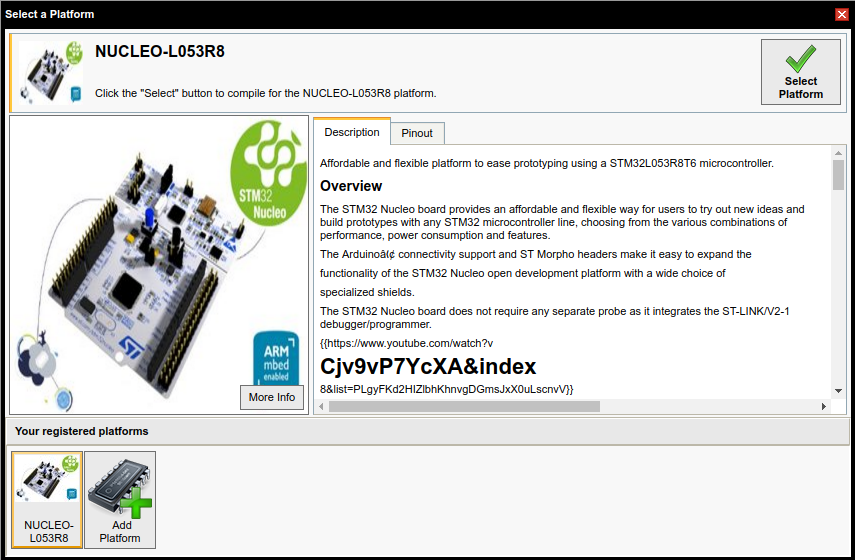 Select a Platform
NUCLEO-L053R8
Click the "Select" button to compile for the NUCLEO-L053R8 platform.
Select
Platform
STM32
Nucleo
ARM
mbed
enabled
More Info
Description
Pinout
Affordable and flexible platform to ease prototyping using a STM32L053R8T6 microcontroller.
Overview
The STM32 Nucleo board provides an affordable and flexible way for users to try out new ideas and
build prototypes with any STM32 microcontroller line, choosing from the various combinations of
performance, power consumption and features.
The Arduinoâ¢ connectivity support and ST Morpho headers make it easy to expand the
functionality of the STM32 Nucleo open development platform with a wide choice of
specialized shields.
The STM32 Nucleo board does not require any separate probe as it integrates the ST-LINK/V2-1
debugger/programmer.
{{https://www.youtube.com/watch?v
Cjv9vP7YcXA&index
8&list=PLgyFKd2HIZlbhKhnvgDGmsJxX0uLscnvV}}
Your registered platforms
NUCLEO-
L053R8
Add
Platform